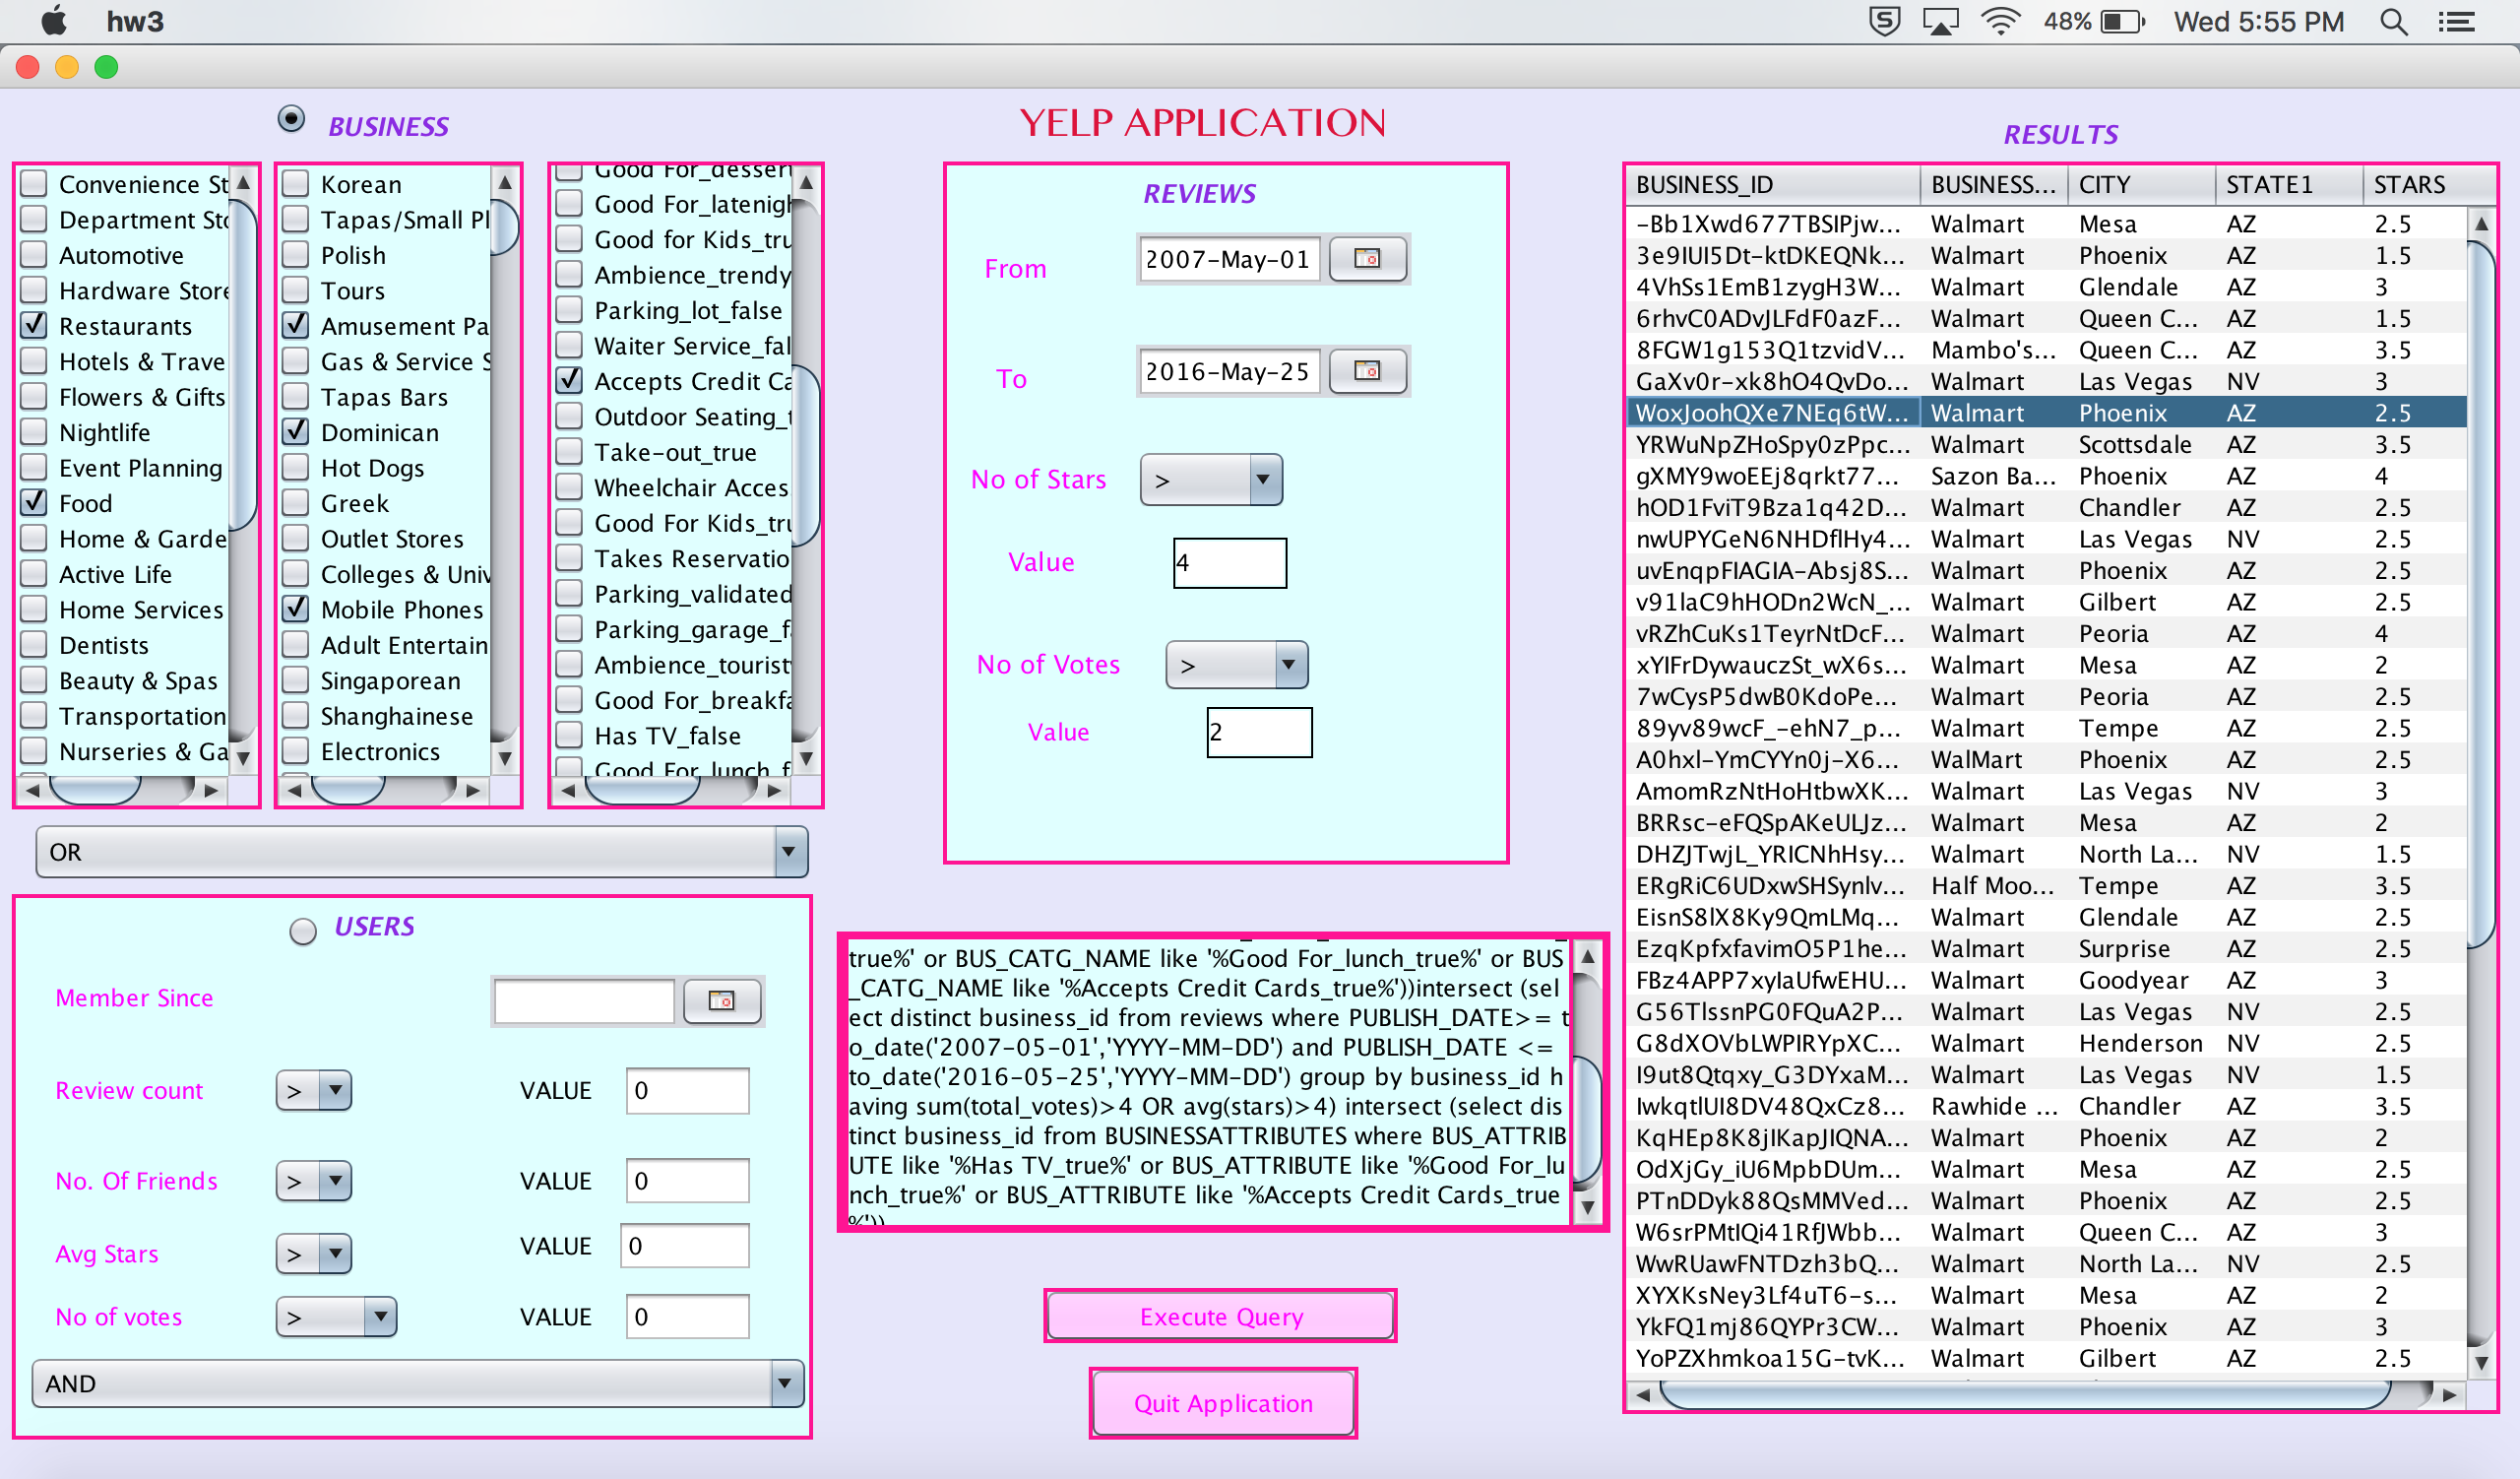 hw3
48%
Wed 5:55 PM
BUSINESS
YELP APPLICATION
RESULTS
Convenience St
Department Sto
Automotive
Hardware Store
Restaurants
Hotels & Trave
Flowers & Gifts
Nightlife
Event Planning
Food
Home & Garde
Active Life
Home Services
Dentists
Beauty & Spas
Transportation
Nurseries & Ga
Korean
Tapas/Small Pl
Polish
Tours
Amusement Pa
Gas & Service S
Tapas Bars
Dominican
Hot Dogs
Greek
Outlet Stores
Colleges & Univ
Mobile Phones
Adult Entertain
Singaporean
Shanghainese
Electronics
Good For_dessert
Good For_latenigh
Good for Kids_tru
Ambience_trendy
Parking_lot_false
Waiter Service_fal
Accepts Credit Ca
Outdoor Seating_t
Take-out_true
Wheelchair Acces
Good For Kids_tru
Takes Reservatio
Parking_validated
Parking_garage_fa
Ambience_touristy
Good For_breakfa
Has TV_false
Good For_lunch_f
OR
REVIEWS
From 2007-May-01
To 2016-May-25
No of Stars >
Value 4
No of Votes >
Value 2
USERS
Member Since
Review count > VALUE 0
No. Of Friends > VALUE 0
Avg Stars > VALUE 0
No of votes > VALUE 0
AND
true%' or BUS_CATG_NAME like '%Good For_lunch_true%' or BUS
_CATG_NAME like '%Accepts Credit Cards_true%'))intersect (sel
ect distinct business_id from reviews where PUBLISH_DATE>= t
o_date('2007-05-01','YYYY-MM-DD') and PUBLISH_DATE <=
to_date('2016-05-25','YYYY-MM-DD') group by business_id h
aving sum(total_votes)>4 OR avg(stars)>4) intersect (select dis
tinct business_id from BUSINESSATTRIBUTES where BUS_ATTRIB
UTE like '%Has TV_true%' or BUS_ATTRIBUTE like '%Good For_lu
nch_true%' or BUS_ATTRIBUTE like '%Accepts Credit Cards_true
%'))
Execute Query
Quit Application
BUSINESS_ID BUSINESS... CITY STATE1 STARS
-Bb1Xwd677TBSIPjw... Walmart Mesa AZ 2.5
3e9IUI5Dt-ktDKEQNk... Walmart Phoenix AZ 1.5
4VhSs1EmB1zygH3W... Walmart Glendale AZ 3
6rhvC0ADvJLFdF0azF... Walmart Queen C... AZ 1.5
8FGW1g153Q1tzvidV... Mambo's... Queen C... AZ 3.5
GaXv0r-xk8hO4QvDo... Walmart Las Vegas NV 3
WoxJoohQXe7NEq6tW... Walmart Phoenix AZ 2.5
YRWuNpZHoSpy0zPpc... Walmart Scottsdale AZ 3.5
gXMY9woEEj8qrkt77... Sazon Ba... Phoenix AZ 4
hOD1FviT9Bza1q42D... Walmart Chandler AZ 2.5
nwUPYGeN6NHDflHy4... Walmart Las Vegas NV 2.5
uvEnqpFIAGIA-Absj8S... Walmart Phoenix AZ 2.5
v91laC9hHODn2WcN_... Walmart Gilbert AZ 2.5
vRZhCuKs1TeyrNtDcF... Walmart Peoria AZ 4
xYIFrDywauczSt_wX6s... Walmart Mesa AZ 2
7wCysP5dwB0KdoPe... Walmart Peoria AZ 2.5
89yv89wcF_-ehN7_p... Walmart Tempe AZ 2.5
A0hxl-YmCYYn0j-X6... WalMart Phoenix AZ 2.5
AmomRzNtHoHtbwXK... Walmart Las Vegas NV 3
BRRsc-eFQSpAKeULJz... Walmart Mesa AZ 2
DHZJTwjL_YRICNhHsy... Walmart North La... NV 1.5
ERgRiC6UDxwSHSynlv... Half Moo... Tempe AZ 3.5
EisnS8lX8Ky9QmLMq... Walmart Glendale AZ 2.5
EzqKpfxfavimO5P1he... Walmart Surprise AZ 2.5
FBz4APP7xyIaUfwEHU... Walmart Goodyear AZ 3
G56TlssnPG0FQuA2P... Walmart Las Vegas NV 2.5
G8dXOVbLWPIRYpXC... Walmart Henderson NV 2.5
I9ut8Qtqxy_G3DYxaM... Walmart Las Vegas NV 1.5
IwkqtlUI8DV48QxCz8... Rawhide ... Chandler AZ 3.5
KqHEp8K8jIKapJIQNA... Walmart Phoenix AZ 2
OdXjGy_iU6MpbDUm... Walmart Mesa AZ 2.5
PTnDDyk88QsMMVed... Walmart Phoenix AZ 2.5
W6srPMtIQi41RfJWbb... Walmart Queen C... AZ 3
WwRUawFNTDzh3bQ... Walmart North La... NV 2.5
XYXKsNey3Lf4uT6-s... Walmart Mesa AZ 2
YkFQ1mj86QYPr3CW... Walmart Phoenix AZ 3
YoPZXhmkoa15G-tvK... Walmart Gilbert AZ 2.5